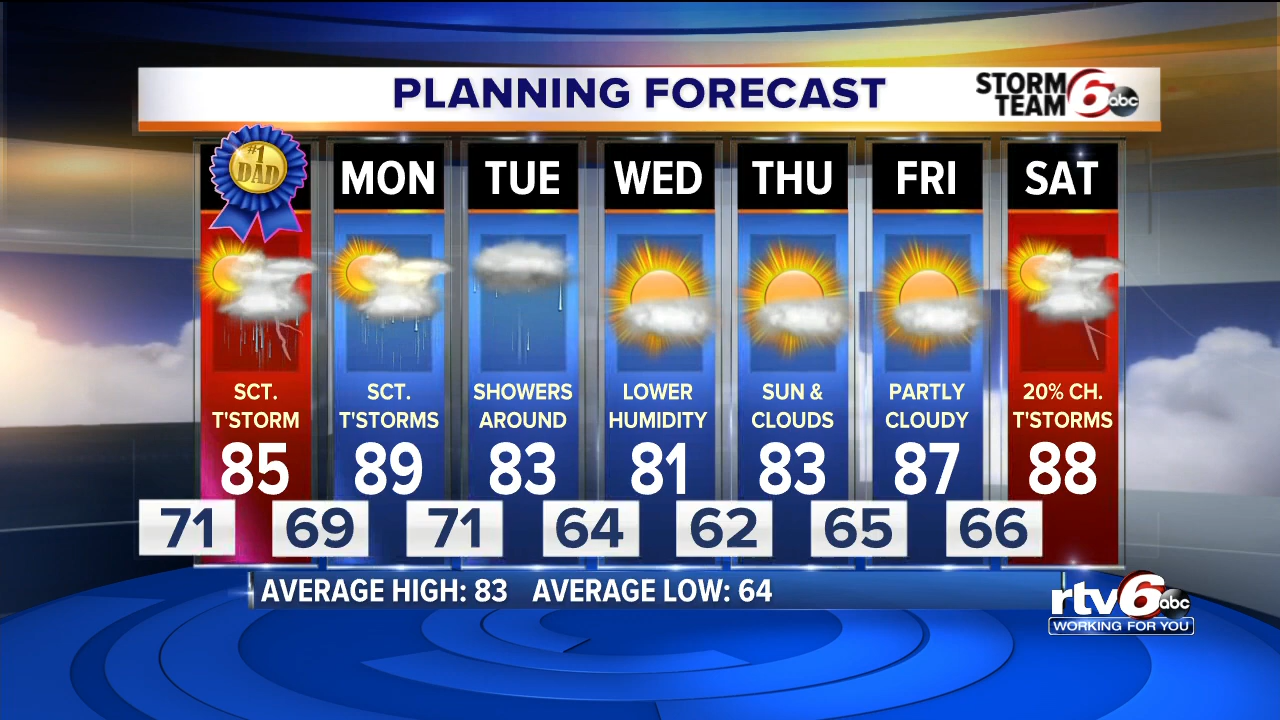 PLANNING FORECAST
STORM
TEAM 6 abc
#1
DAD
MON
TUE
WED
THU
FRI
SAT
SCT.
T'STORM
SCT.
T'STORMS
SHOWERS
AROUND
LOWER
HUMIDITY
SUN &
CLOUDS
PARTLY
CLOUDY
20% CH.
T'STORMS
85 89 83 81 83 87 88
71 69 71 64 62 65 66
AVERAGE HIGH: 83 AVERAGE LOW: 64
rtv6 abc
WORKING FOR YOU